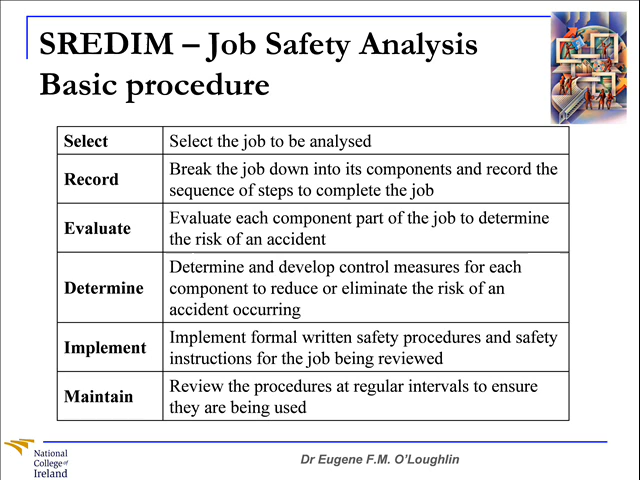 SREDIM – Job Safety Analysis
Basic procedure
Select
Select the job to be analysed
Record
Break the job down into its components and record the
sequence of steps to complete the job
Evaluate
Evaluate each component part of the job to determine
the risk of an accident
Determine
Determine and develop control measures for each
component to reduce or eliminate the risk of an
accident occurring
Implement
Implement formal written safety procedures and safety
instructions for the job being reviewed
Maintain
Review the procedures at regular intervals to ensure
they are being used
National
College of
Ireland
Dr Eugene F.M. O’Loughlin